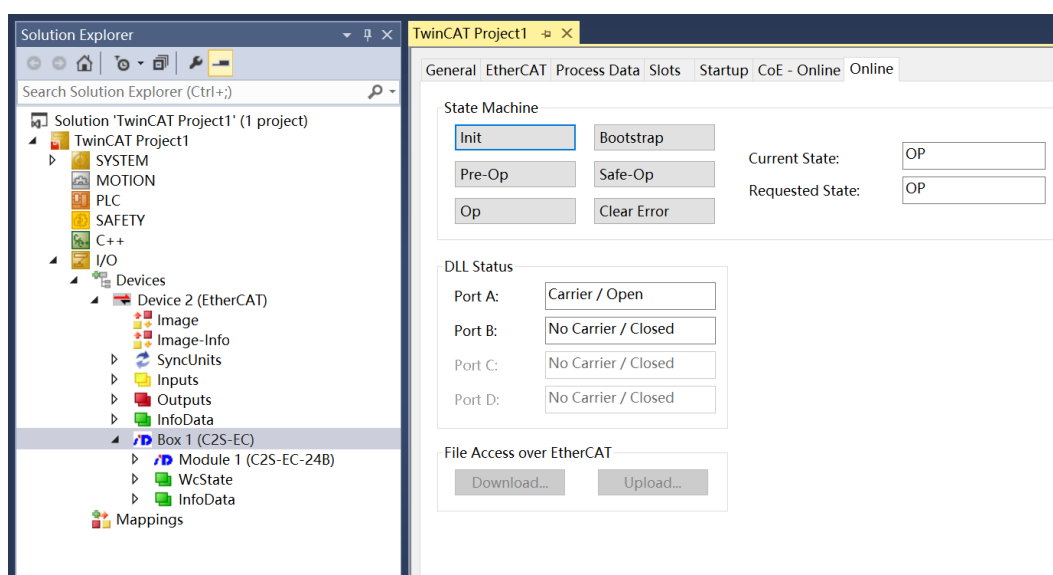 Solution Explorer
Search Solution Explorer (Ctrl+;)
Solution 'TwinCAT Project1' (1 project)
TwinCAT Project1
SYSTEM
MOTION
PLC
SAFETY
C++
I/O
Devices
Device 2 (EtherCAT)
Image
Image-Info
SyncUnits
Inputs
Outputs
InfoData
Box 1 (C2S-EC)
Module 1 (C2S-EC-24B)
WcState
InfoData
Mappings
TwinCAT Project1
General EtherCAT Process Data Slots Startup CoE - Online Online
State Machine
Init Bootstrap
Pre-Op Safe-Op
Op Clear Error
Current State: OP
Requested State: OP
DLL Status
Port A: Carrier / Open
Port B: No Carrier / Closed
Port C: No Carrier / Closed
Port D: No Carrier / Closed
File Access over EtherCAT
Download... Upload...